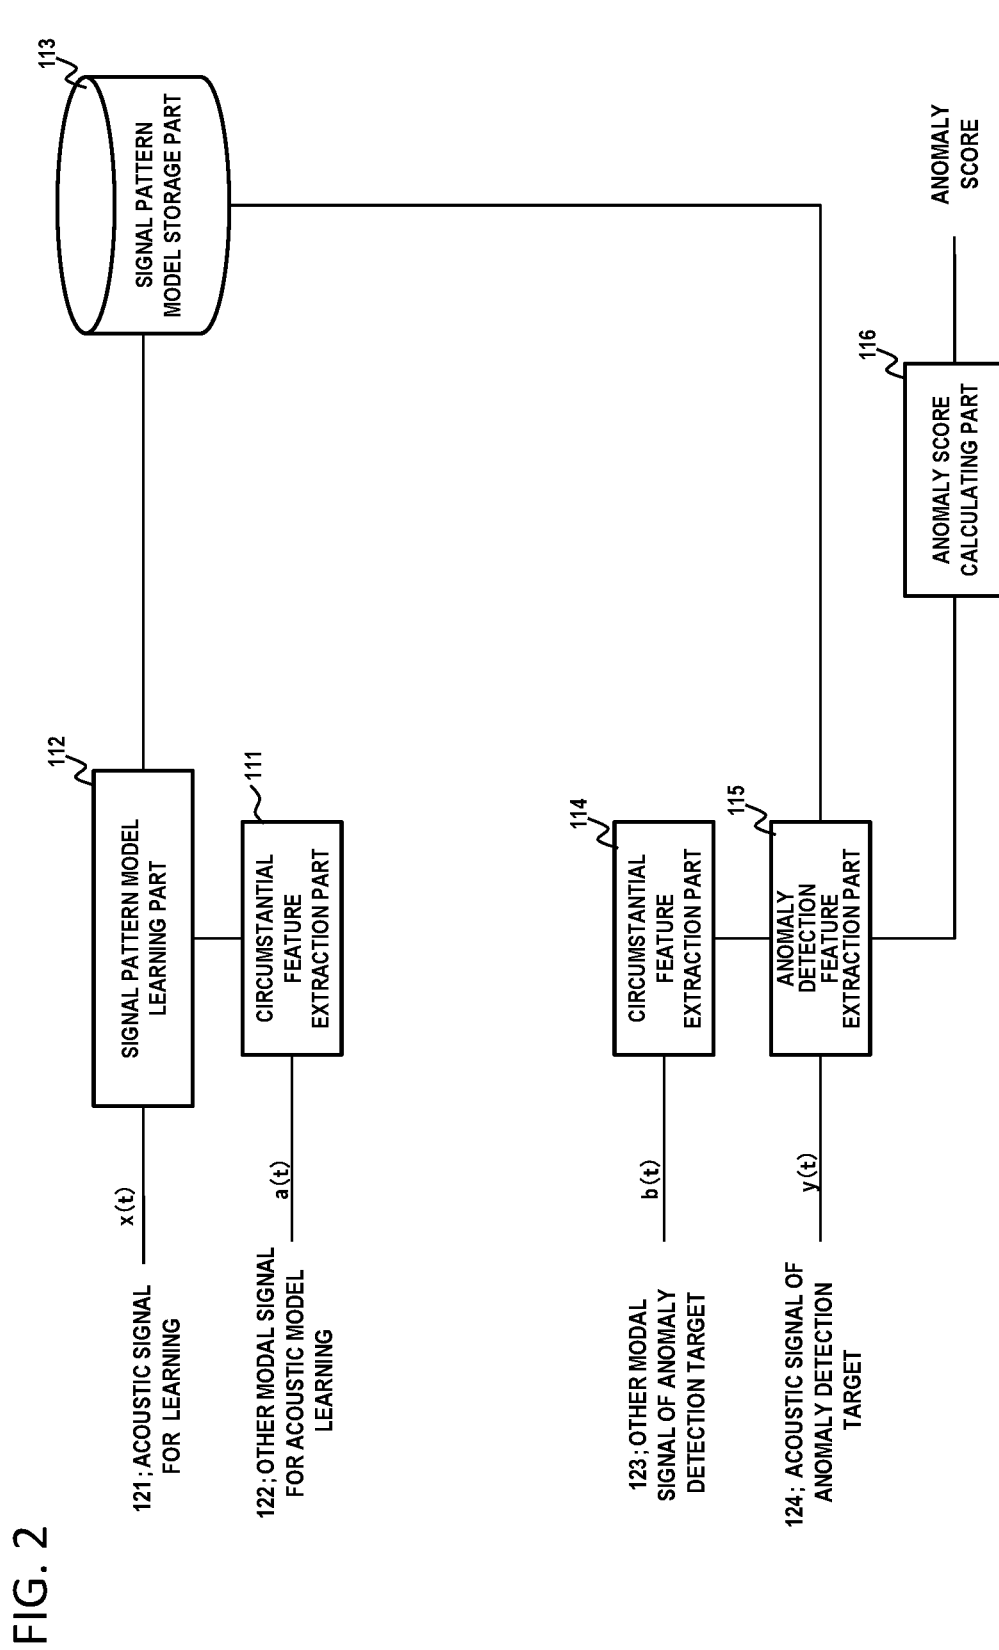 FIG. 2
121; ACOUSTIC SIGNAL
FOR LEARNING
x(t)
112
SIGNAL PATTERN MODEL
LEARNING PART
113
SIGNAL PATTERN
MODEL STORAGE PART
122; OTHER MODAL SIGNAL
FOR ACOUSTIC MODEL
LEARNING
a(t)
111
CIRCUMSTANTIAL
FEATURE
EXTRACTION PART
123; OTHER MODAL
SIGNAL OF ANOMALY
DETECTION TARGET
b(t)
114
CIRCUMSTANTIAL
FEATURE
EXTRACTION PART
124; ACOUSTIC SIGNAL OF
ANOMALY DETECTION
TARGET
y(t)
115
ANOMALY
DETECTION
FEATURE
EXTRACTION PART
116
ANOMALY SCORE
CALCULATING PART
ANOMALY
SCORE